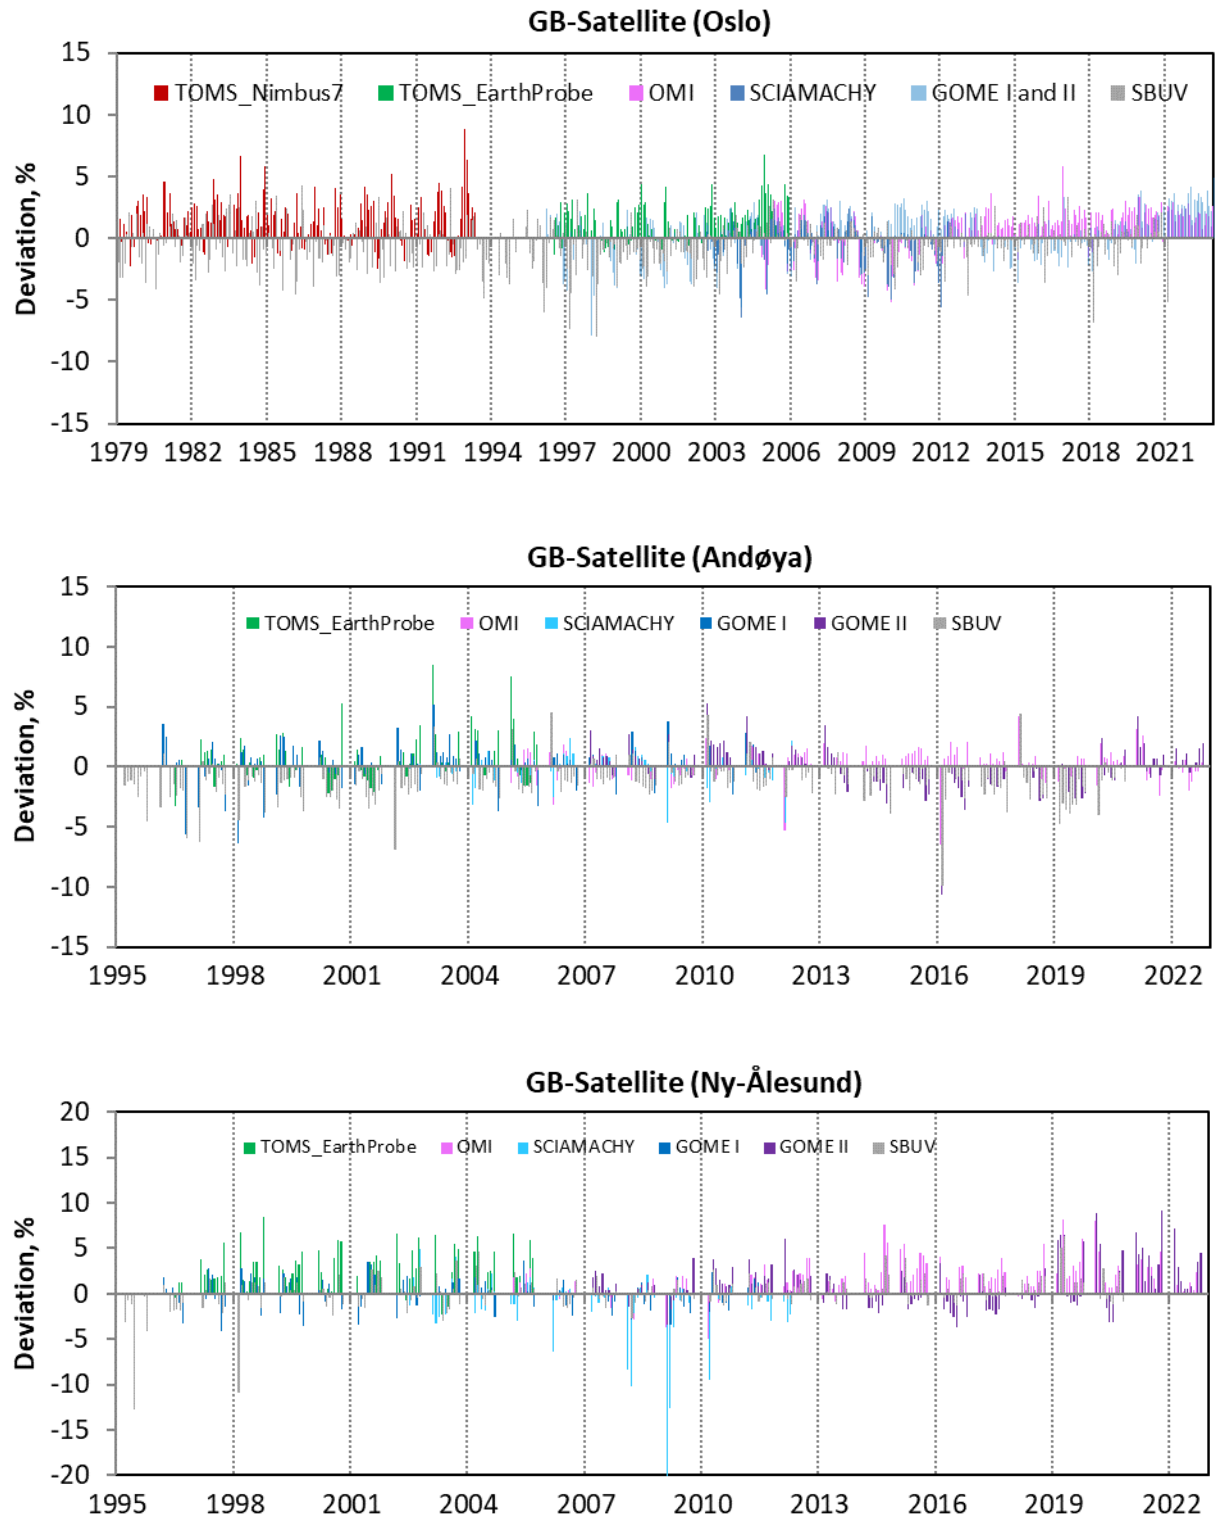 GB-Satellite (Oslo)
15
TOMS_Nimbus7 TOMS_EarthProbe OMI SCIAMACHY GOME I and II SBUV
10
5
0
-5
-10
-15
Deviation, %
1979 1982 1985 1988 1991 1994 1997 2000 2003 2006 2009 2012 2015 2018 2021
GB-Satellite (Andøya)
15
TOMS_EarthProbe OMI SCIAMACHY GOME I GOME II SBUV
10
5
0
-5
-10
-15
Deviation, %
1995 1998 2001 2004 2007 2010 2013 2016 2019 2022
GB-Satellite (Ny-Ålesund)
20
TOMS_EarthProbe OMI SCIAMACHY GOME I GOME II SBUV
15
10
5
0
-5
-10
-15
-20
Deviation, %
1995 1998 2001 2004 2007 2010 2013 2016 2019 2022